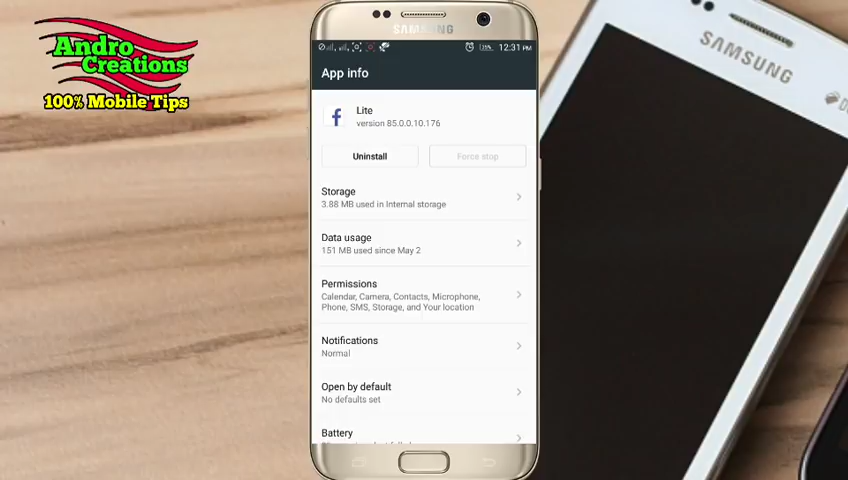 Andro
Creations
100% Mobile Tips
SAMSUNG
25%
12:31 PM
App info
Lite
version 85.0.0.10.176
Uninstall
Force stop
Storage
3.88 MB used in Internal storage
Data usage
151 MB used since May 2
Permissions
Calendar, Camera, Contacts, Microphone,
Phone, SMS, Storage, and Your location
Notifications
Normal
Open by default
No defaults set
Battery
SAMSUNG